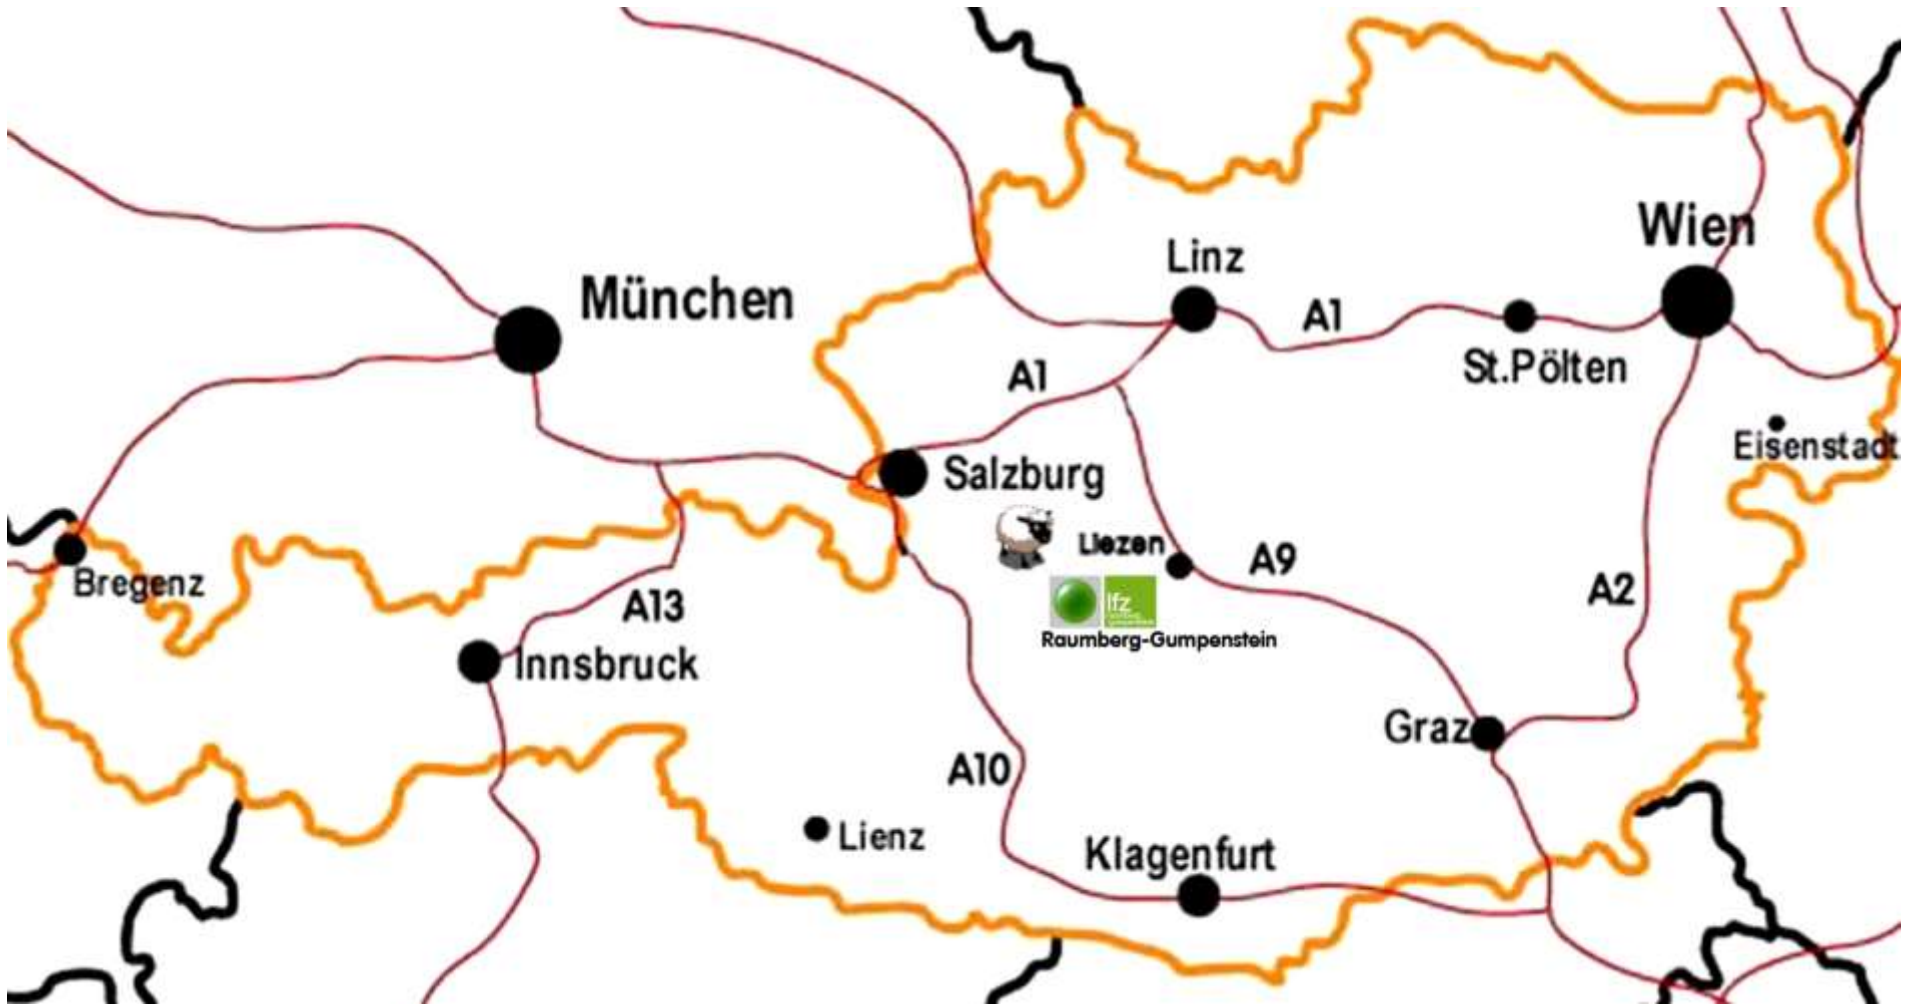 Wien
Linz
München
A1
St.Pölten
A1
Eisenstadt
Salzburg
Liezen
A9
Bregenz
A13
lfz
A2
Raumberg-Gumpenstein
Innsbruck
Graz
A10
Lienz
Klagenfurt